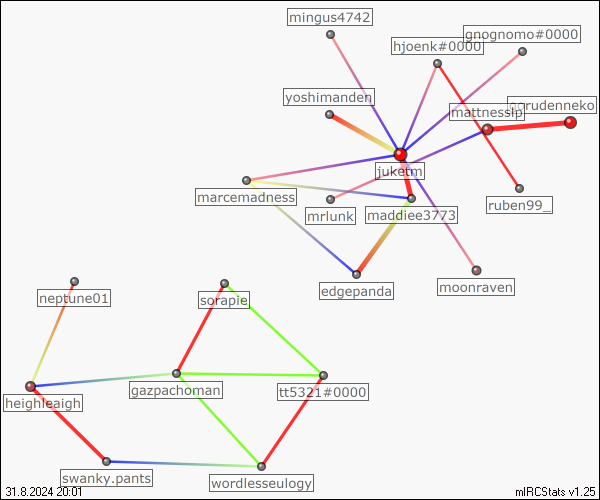 mingus4742
gnognomo#0000
hjoenk#0000
yoshimanden
mattnesslp
juketm
marcemadness
mrlunk
maddiee3773
ruben99_
edgepanda
moonraven
neptune01
sorapie
gazpachoman
tt5321#0000
heighleaigh
swanky.pants
wordlesseulogy
31.8.2024 20:01
mIRCStats v1.25